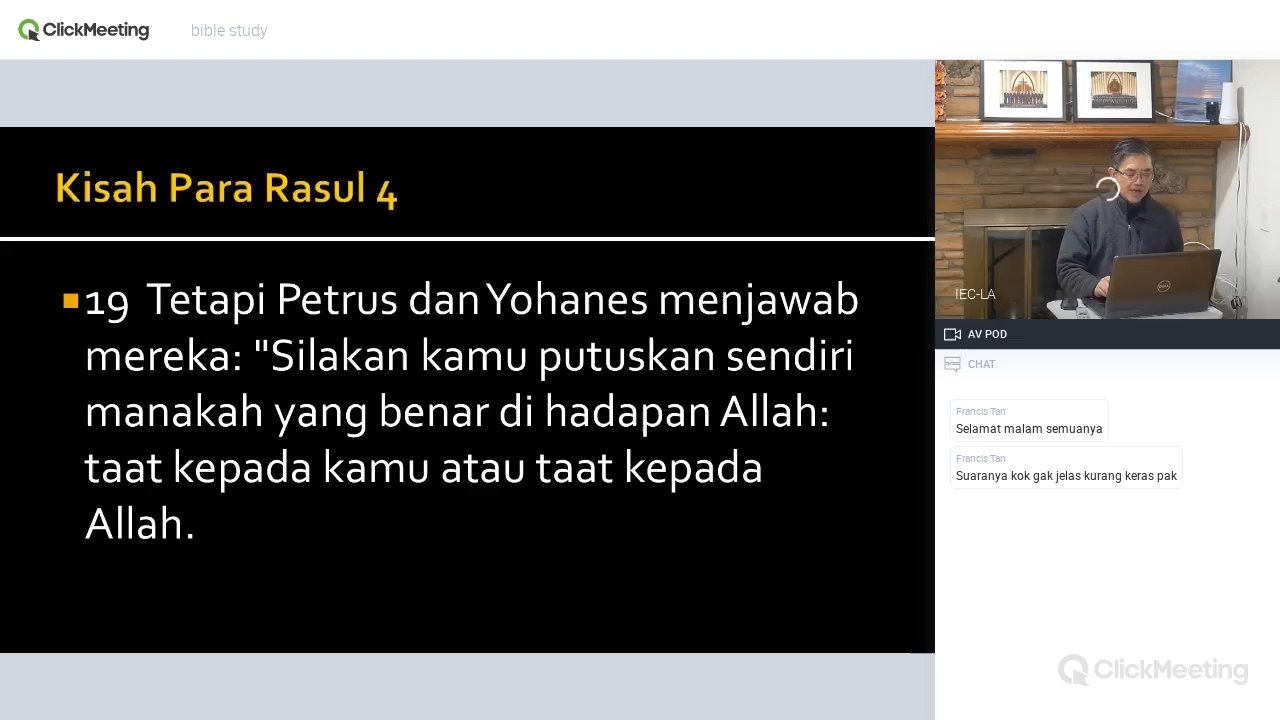 ClickMeeting
bible study
Kisah Para Rasul 4
19 Tetapi Petrus dan Yohanes menjawab
mereka: "Silakan kamu putuskan sendiri
manakah yang benar di hadapan Allah:
taat kepada kamu atau taat kepada
Allah.
IEC-LA
DELL
AV POD
CHAT
Francis Tan
Selamat malam semuanya
Francis Tan
Suaranya kok gak jelas kurang keras pak
ClickMeeting